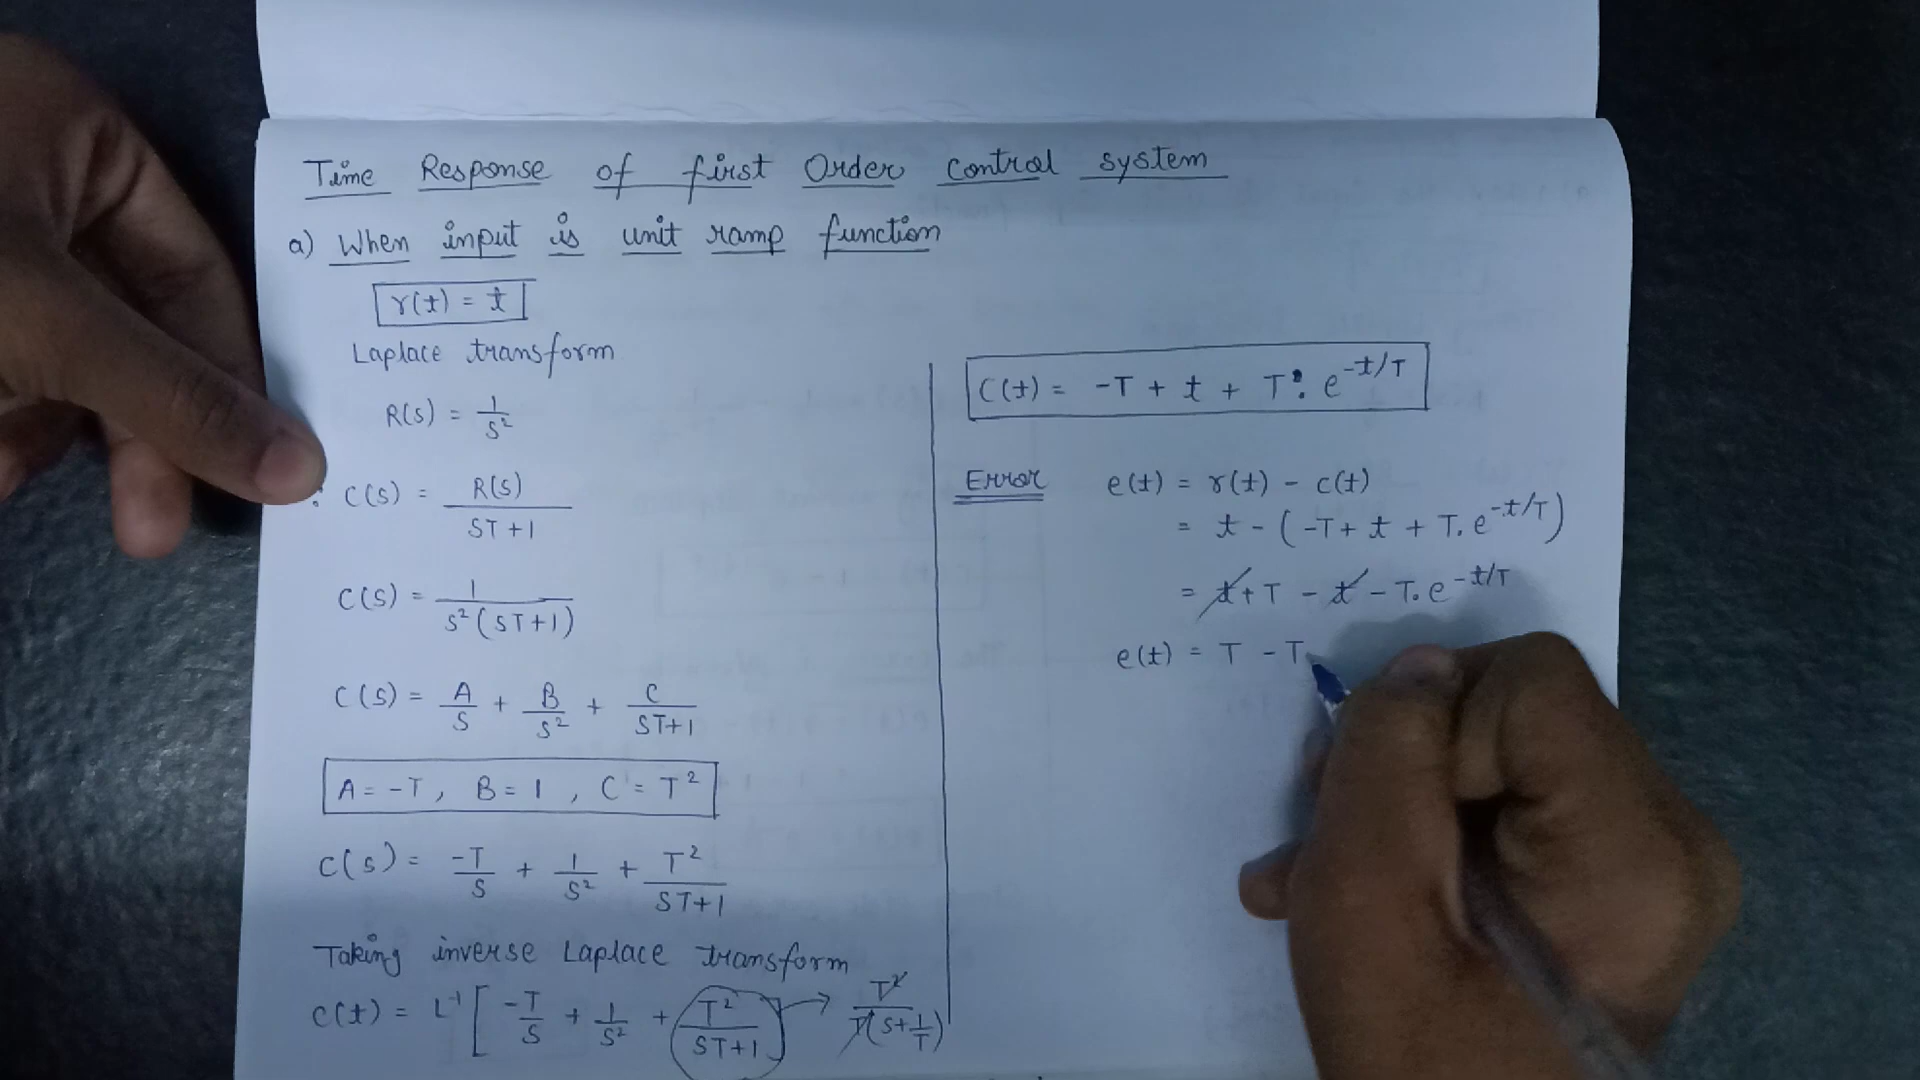 Time Response of first Order control system
a) When input is unit ramp function
r(t) = t
Laplace transform
R(s) = 1/s²
C(s) = R(s)/(ST+1)
C(s) = 1/(s²(ST+1))
C(s) = A/S + B/S² + C/(ST+1)
A = -T, B = 1, C = T²
C(s) = -T/S + 1/S² + T²/(ST+1)
Taking inverse Laplace transform
c(t) = L⁻¹ [ -T/S + 1/S² + T²/(ST+1) ] → T²/(T(s+1/T))
C(t) = -T + t + T. e^(-t/T)
Error e(t) = r(t) - c(t)
= t - (-T + t + T. e^(-t/T))
= t + T - t - T. e^(-t/T)
e(t) = T - T